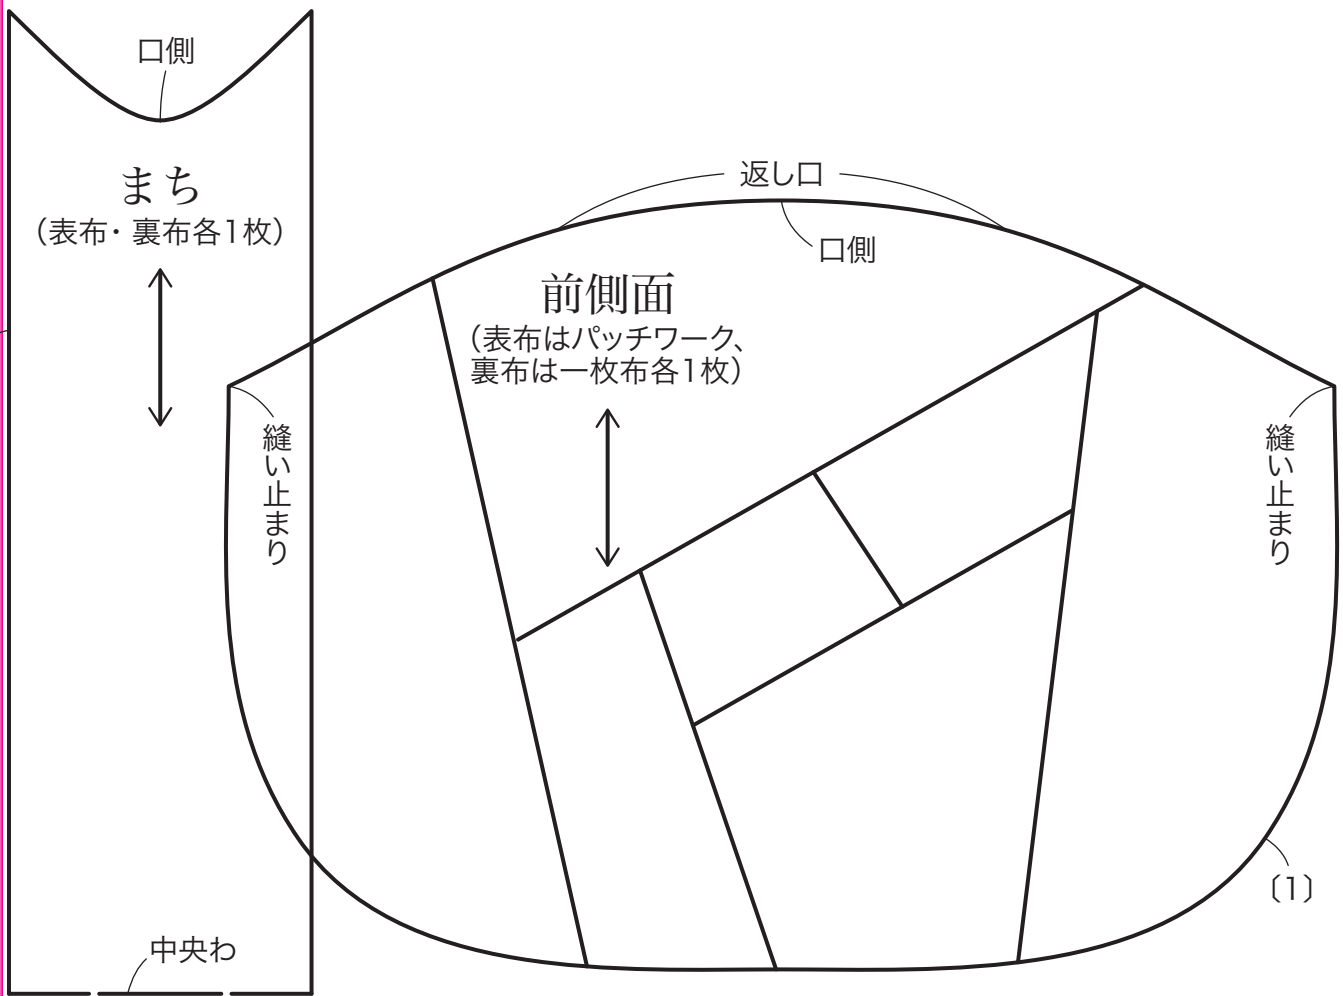 口側
まち
（表布・裏布各1枚）
返し口
口側
前側面
（表布はパッチワーク、
裏布は一枚布各1枚）
縫い止まり
縫い止まり
〔1〕
中央わ